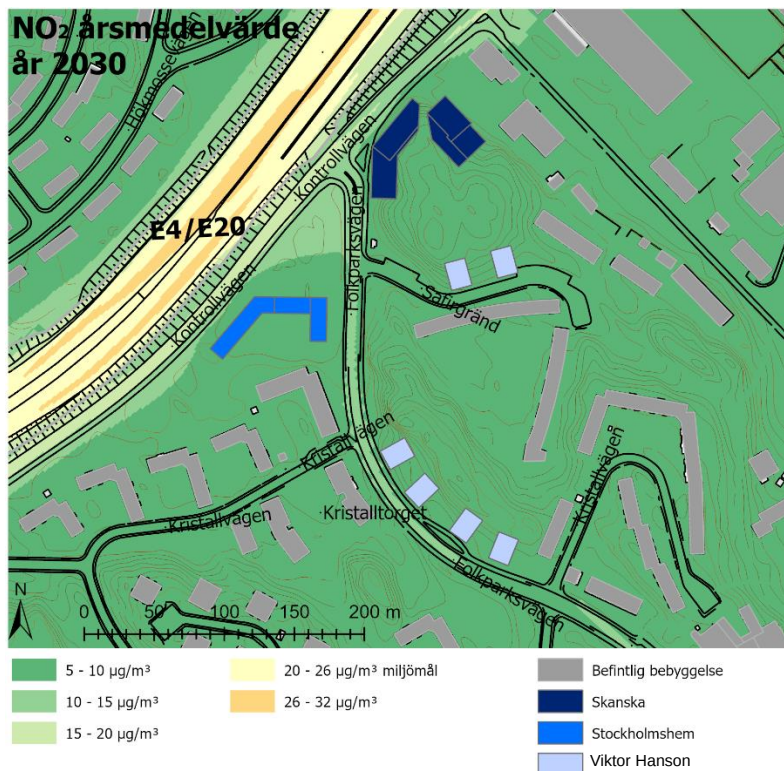 NO₂ årsmedelvärde
år 2030
Hökmossevägen
Kontrollvägen
E4/E20
Folkparksvägen
Kontrollvägen
Safirgränd
Kristallvägen
Kristallvägen
Kristallvägen
Kristalltorget
Folkparksvägen
N
0 50 100 150 200 m
5 - 10 µg/m³
10 - 15 µg/m³
15 - 20 µg/m³
20 - 26 µg/m³ miljömål
26 - 32 µg/m³
Befintlig bebyggelse
Skanska
Stockholmshem
Viktor Hanson